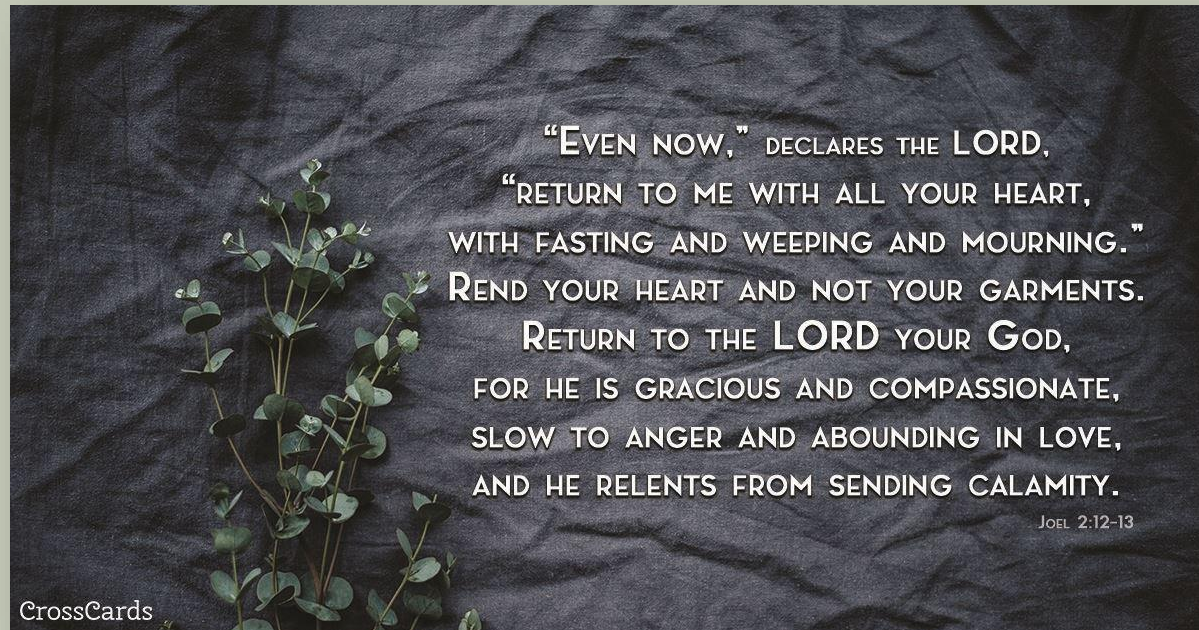 “Even now,” declares the LORD,
“return to me with all your heart,
with fasting and weeping and mourning.”
Rend your heart and not your garments.
Return to the LORD your God,
for he is gracious and compassionate,
slow to anger and abounding in love,
and he relents from sending calamity.
Joel 2:12-13
CrossCards